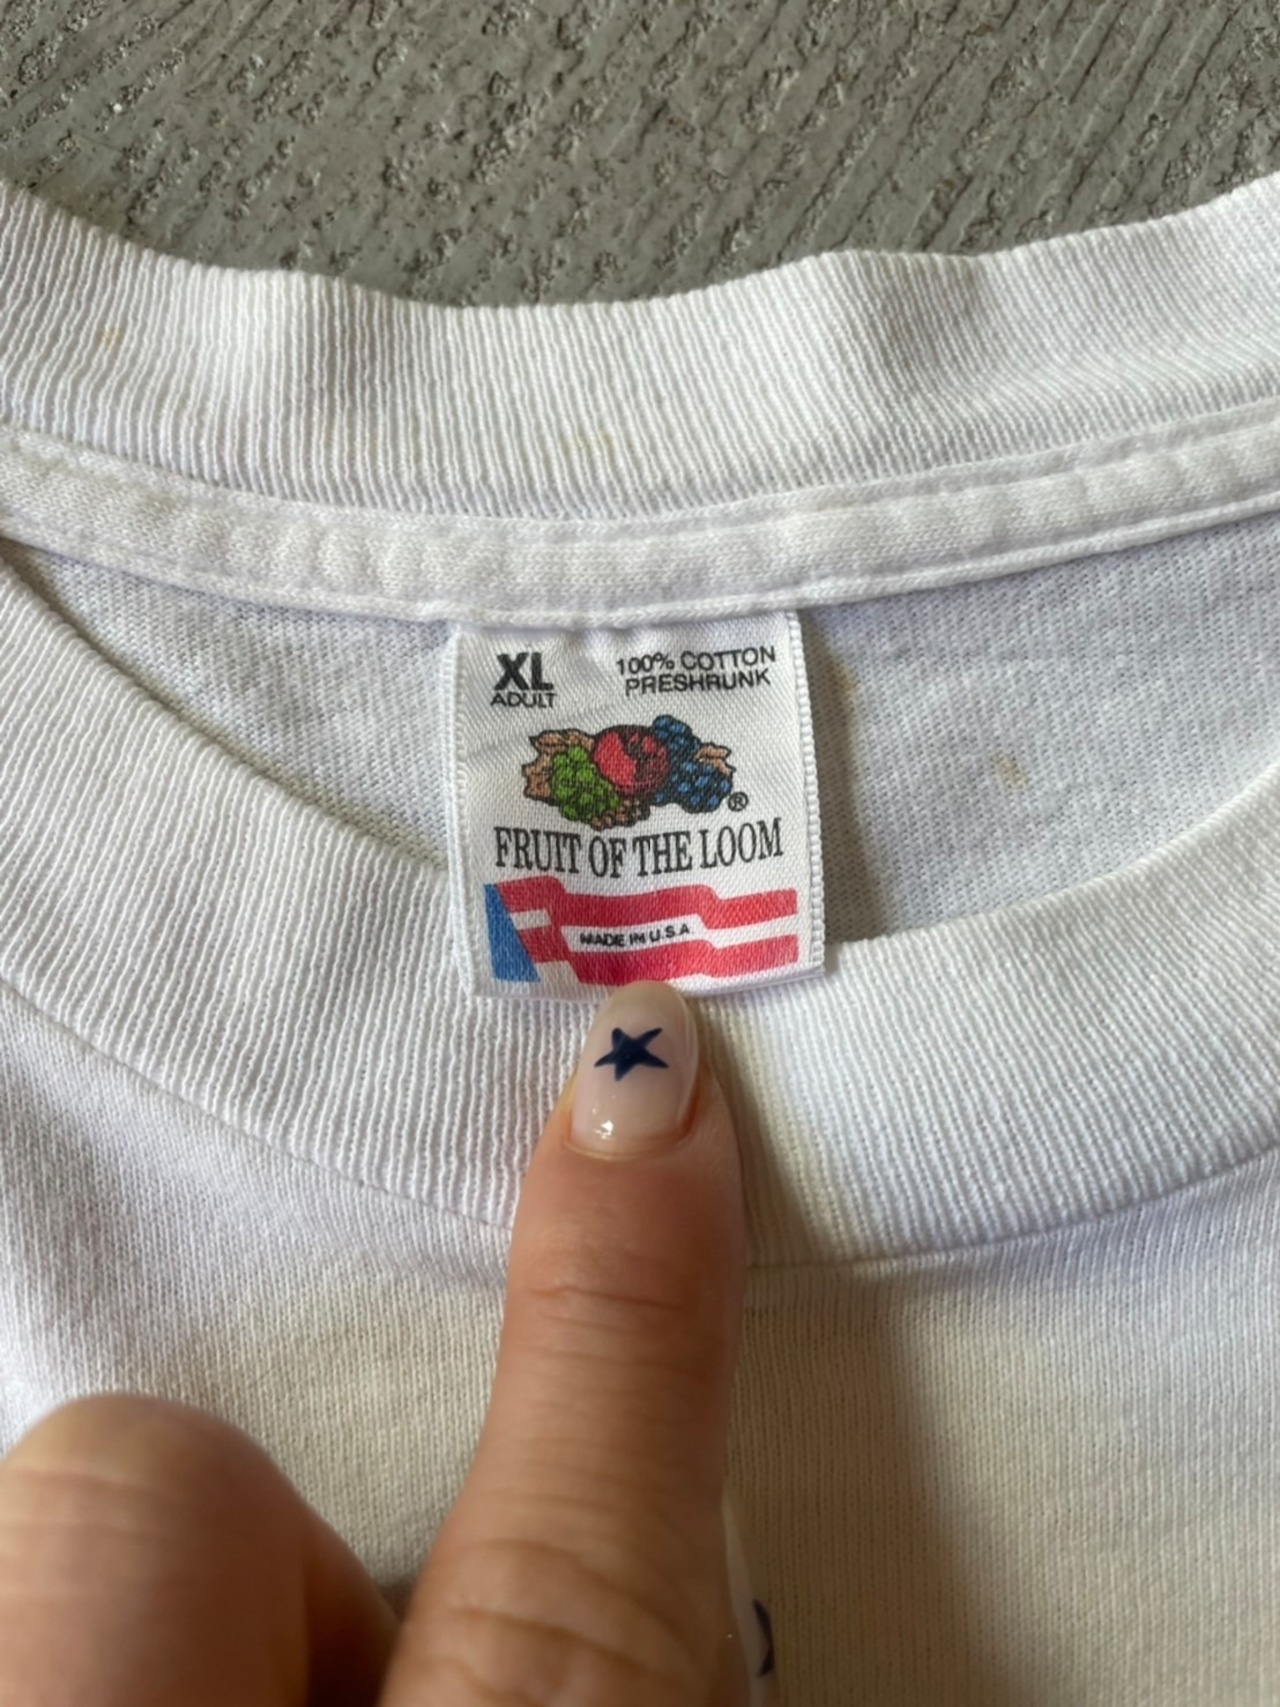 XL
ADULT
100% COTTON
PRESHRUNK
®
FRUIT OF THE LOOM
MADE IN U.S.A